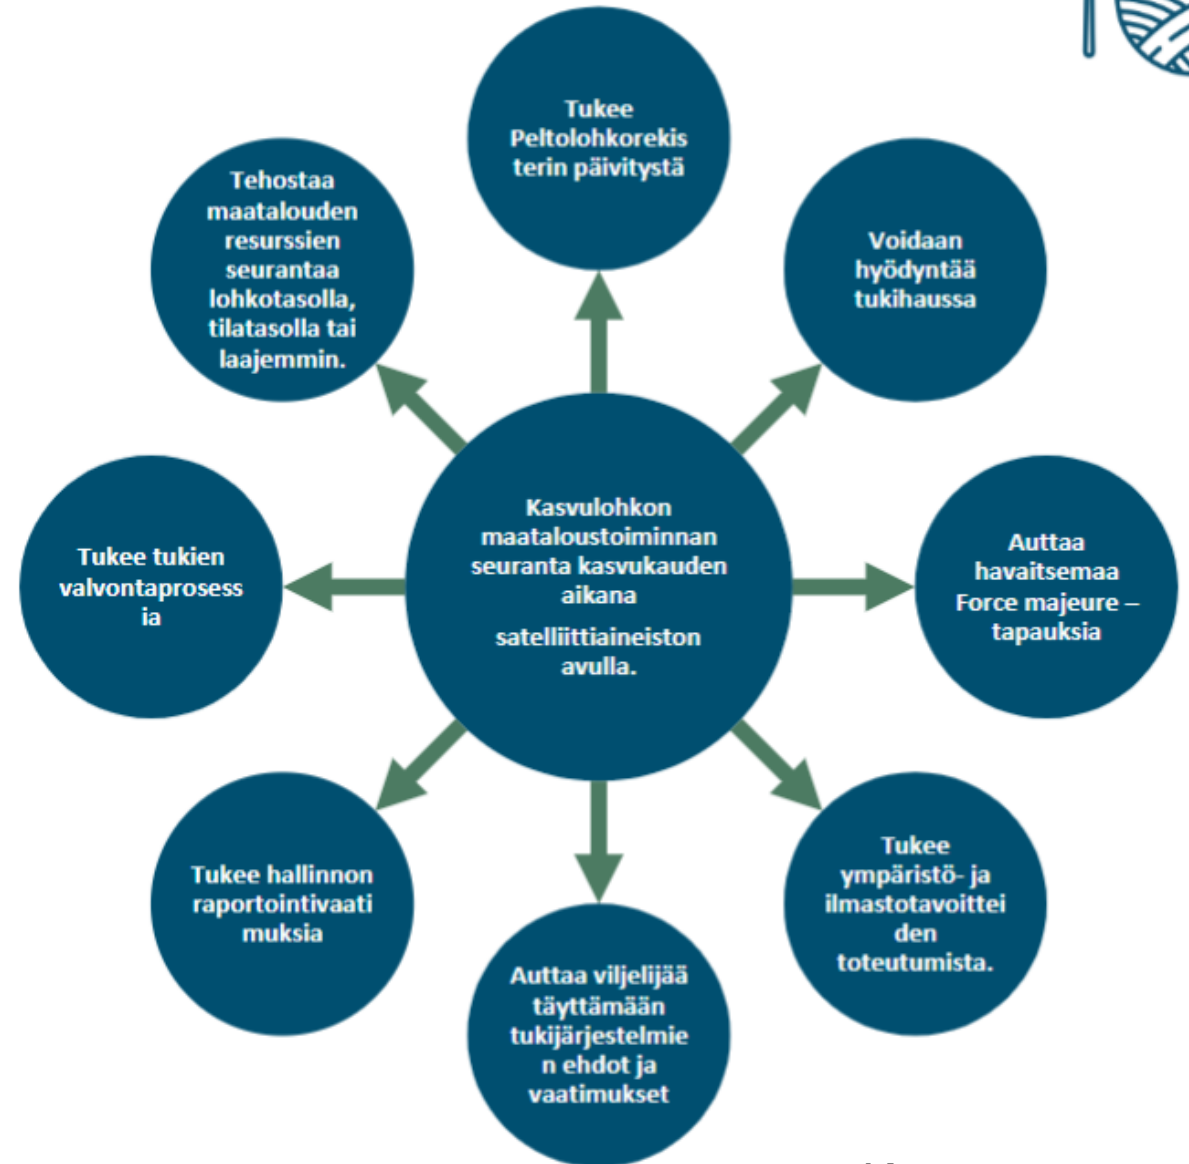 Tukee
Peltolohkorekis
terin päivitystä
Voidaan
hyödyntää
tukihaussa
Auttaa
havaitsemaa
Force majeure –
tapauksia
Tukee
ympäristö- ja
ilmastotavoittei
den
toteutumista.
Auttaa viljelijää
täyttämään
tukijärjestelmie
n ehdot ja
vaatimukset
Tukee hallinnon
raportointivaati
muksia
Tukee tukien
valvontaprosess
ia
Tehostaa
maatalouden
resurssien
seurantaa
lohkotasolla,
tilatasolla tai
laajemmin.
Kasvulohkon
maataloustoiminnan
seuranta kasvukauden
aikana
satelliittiaineiston
avulla.